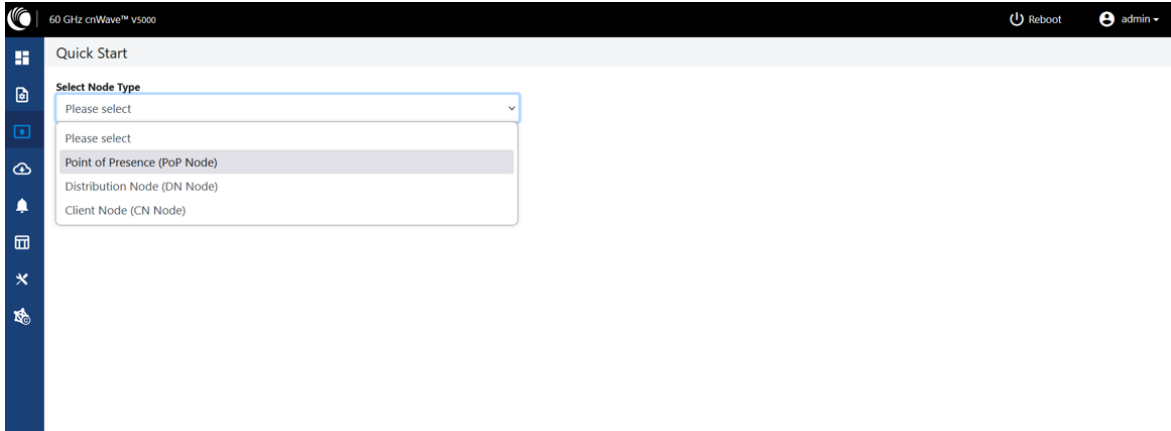 60 GHz cnWave™ V5000
Reboot
admin
Quick Start
Select Node Type
Please select
Please select
Point of Presence (PoP Node)
Distribution Node (DN Node)
Client Node (CN Node)